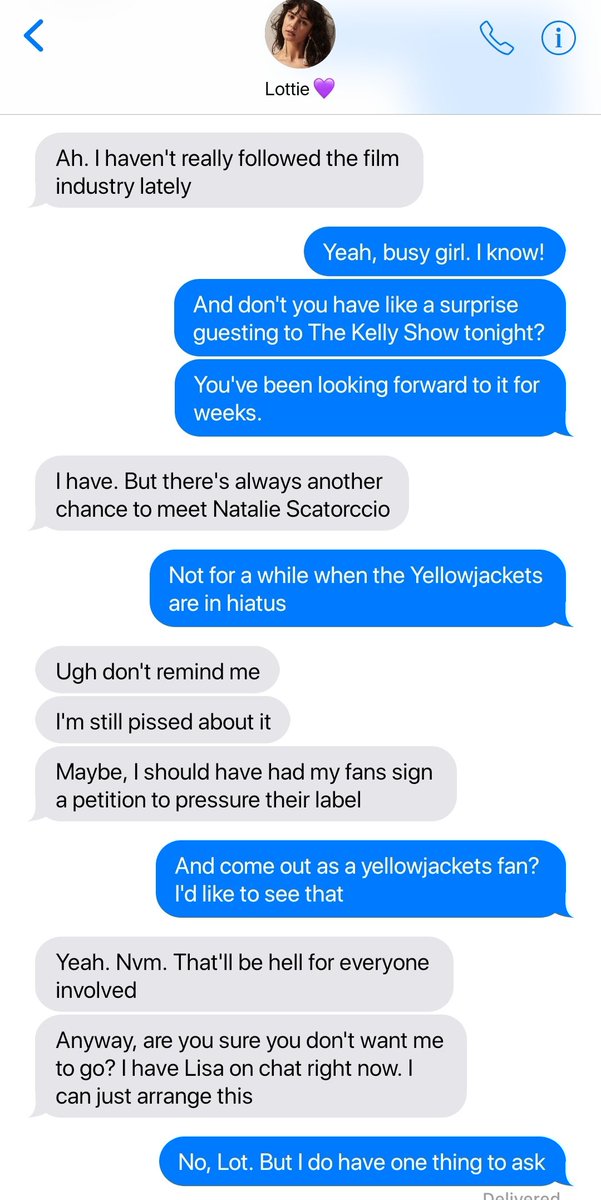 Lottie 💜
Ah. I haven't really followed the film
industry lately
Yeah, busy girl. I know!
And don't you have like a surprise
guesting to The Kelly Show tonight?
You've been looking forward to it for
weeks.
I have. But there's always another
chance to meet Natalie Scatorccio
Not for a while when the Yellowjackets
are in hiatus
Ugh don't remind me
I'm still pissed about it
Maybe, I should have had my fans sign
a petition to pressure their label
And come out as a yellowjackets fan?
I'd like to see that
Yeah. Nvm. That'll be hell for everyone
involved
Anyway, are you sure you don't want me
to go? I have Lisa on chat right now. I
can just arrange this
No, Lot. But I do have one thing to ask
Delivered